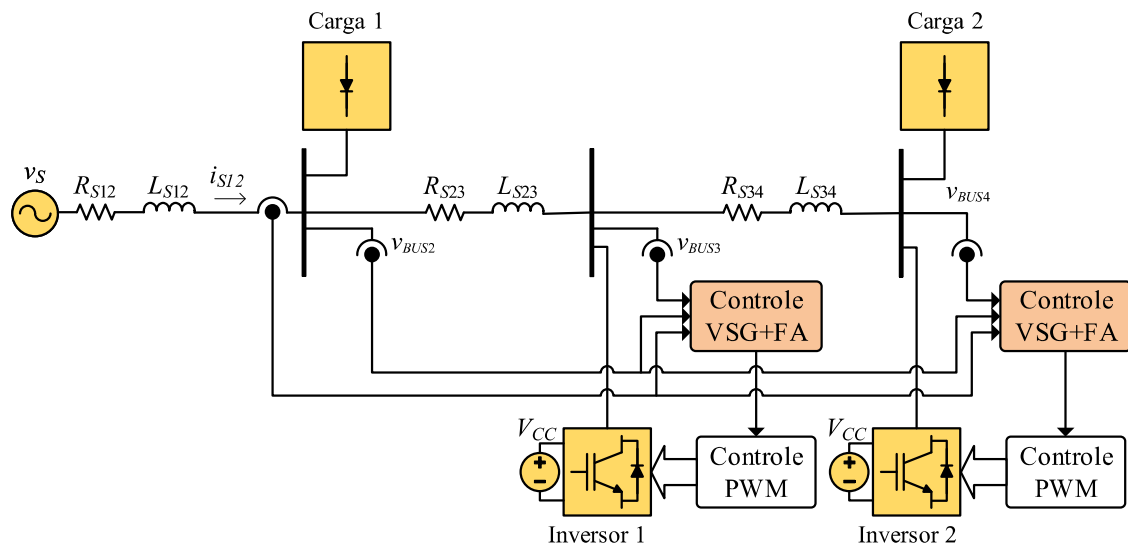 Carga 1
Carga 2
vS
RS12
LS12
iS12
RS23
LS23
RS34
LS34
vBUS4
vBUS2
vBUS3
Controle
VSG+FA
Controle
VSG+FA
VCC
+
−
Controle
PWM
VCC
+
−
Controle
PWM
Inversor 1
Inversor 2